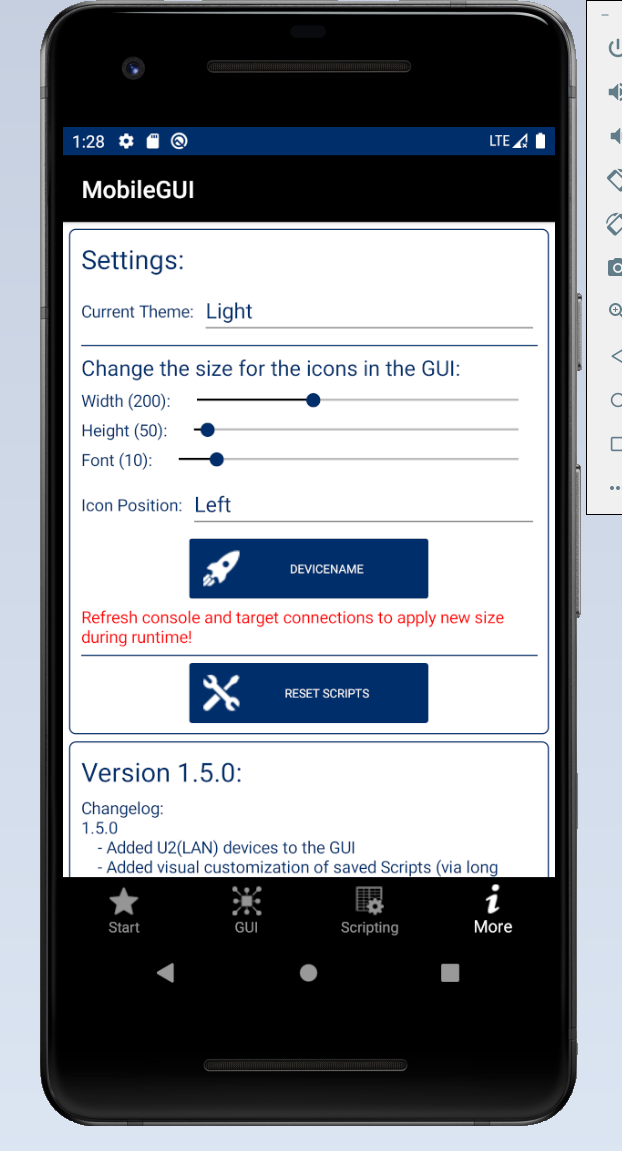 1:28
LTE
MobileGUI
Settings:
Current Theme: Light
Change the size for the icons in the GUI:
Width (200):
Height (50):
Font (10):
Icon Position: Left
DEVICENAME
Refresh console and target connections to apply new size
during runtime!
RESET SCRIPTS
Version 1.5.0:
Changelog:
1.5.0
- Added U2(LAN) devices to the GUI
- Added visual customization of saved Scripts (via long
Start
GUI
Scripting
More